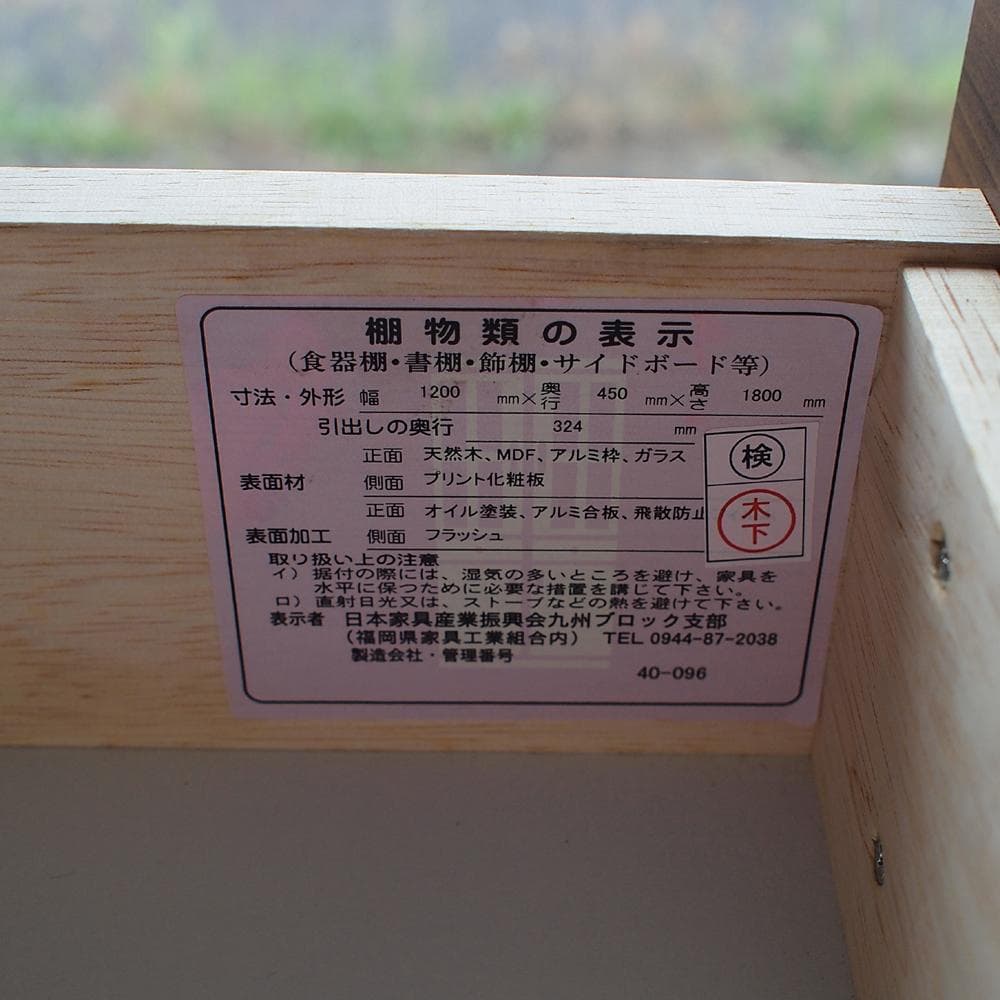 棚物類の表示
（食器棚・書棚・飾棚・サイドボード等）
寸法・外形 幅 1200 mm×奥行 450 mm×高さ 1800 mm
引出しの奥行 324 mm
正面 天然木、MDF、アルミ枠、ガラス
表面材 側面 プリント化粧板
正面 オイル塗装、アルミ合板、飛散防止
表面加工 側面 フラッシュ
検
木下
取り扱い上の注意
イ）据付の際には、湿気の多いところを避け、家具を
水平に保つために必要な措置を講じて下さい。
ロ）直射日光又は、ストーブなどの熱を避けて下さい。
表示者 日本家具産業振興会九州ブロック支部
（福岡県家具工業組合内） TEL 0944-87-2038
製造会社・管理番号
40-096